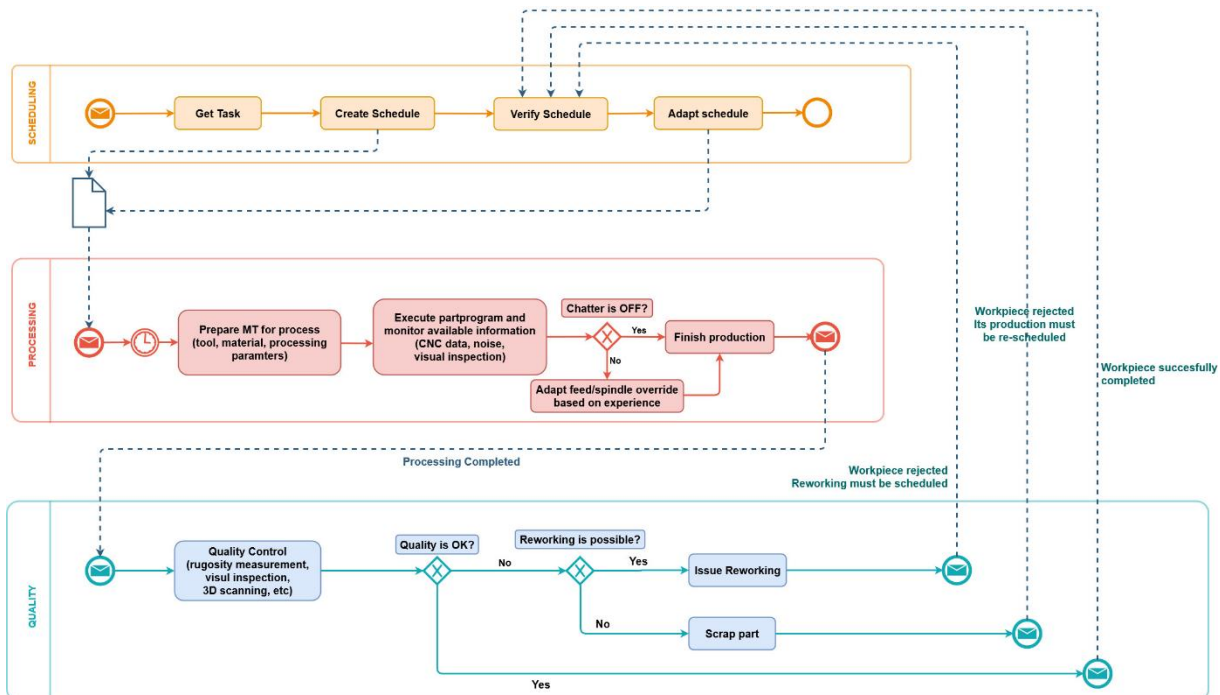 SCHEDULING
Get Task
Create Schedule
Verify Schedule
Adapt schedule
PROCESSING
Prepare MT for process
(tool, material, processing
paramters)
Execute partprogram and
monitor available information
(CNC data, noise,
visual inspection)
Chatter is OFF?
Yes
No
Finish production
Adapt feed/spindle override
based on experience
Workpiece rejected
Its production must
be re-scheduled
Workpiece succesfully
completed
Processing Completed
Workpiece rejected
Reworking must be scheduled
QUALITY
Quality Control
(rugosity measurement,
visul inspection,
3D scanning, etc)
Quality is OK?
No
Reworking is possible?
Yes
Issue Reworking
No
Scrap part
Yes